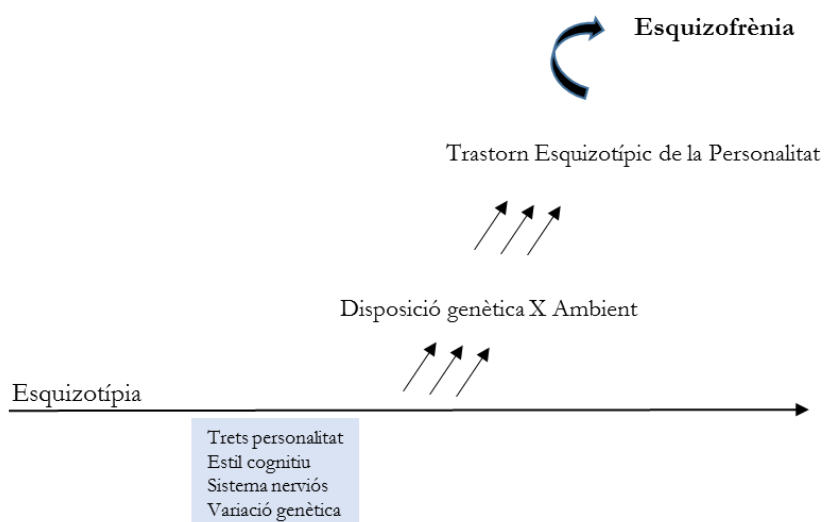 Esquizofrènia
Trastorn Esquizotípic de la Personalitat
Disposició genètica X Ambient
Esquizotípia
Trets personalitat
Estil cognitiu
Sistema nerviós
Variació genètica